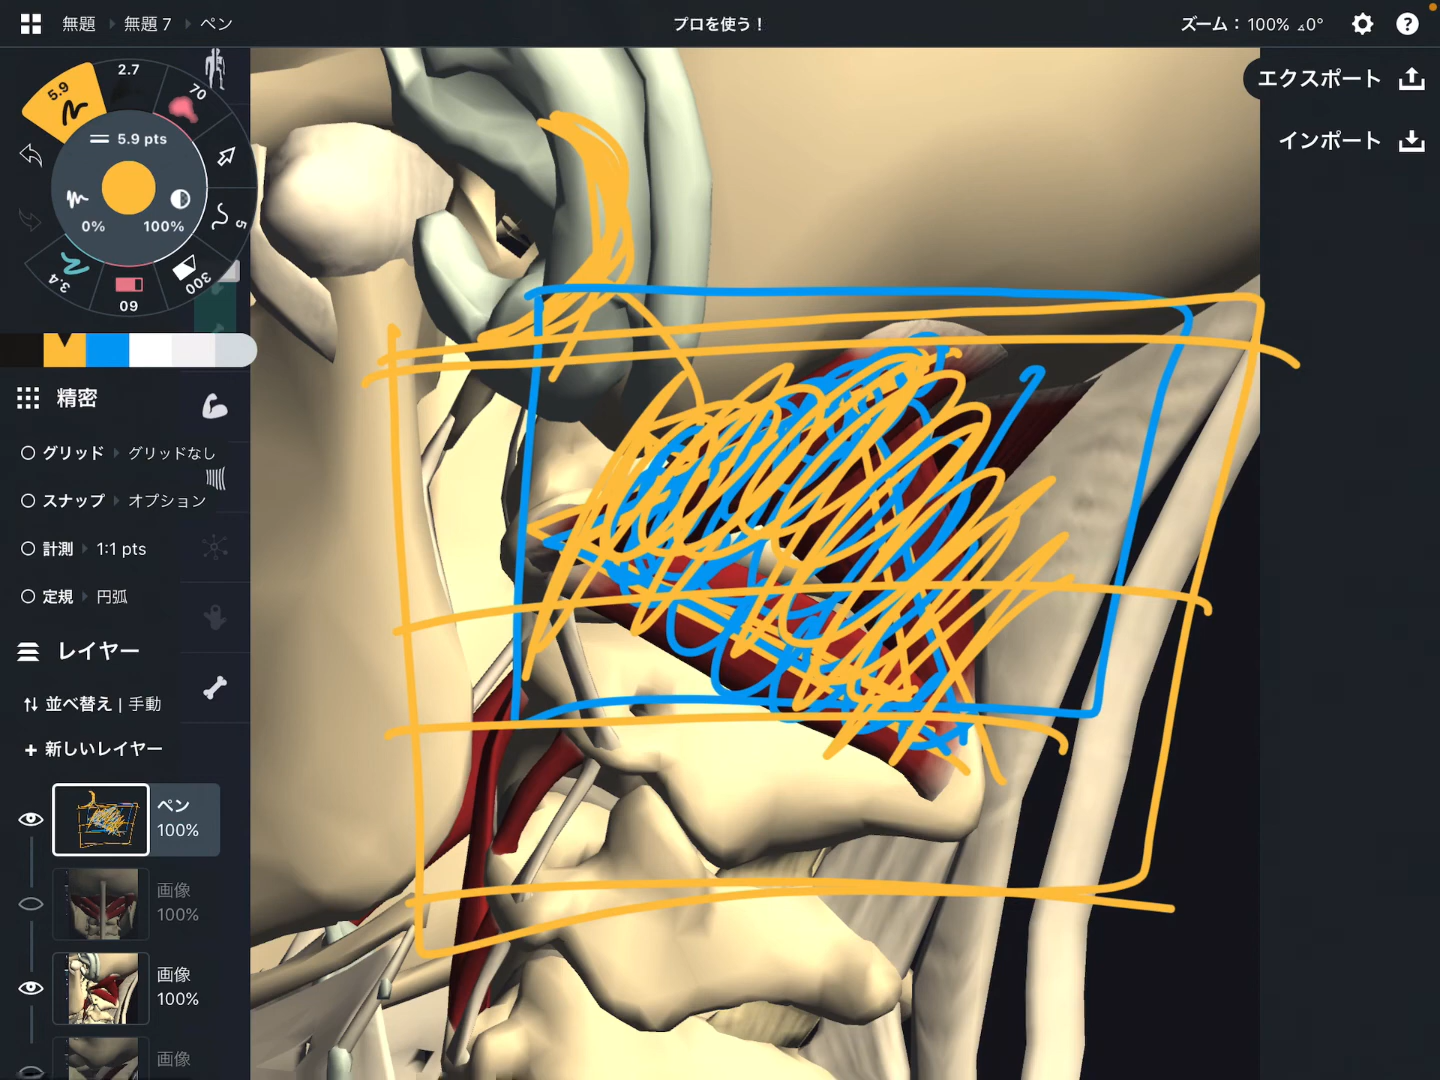 無題 無題 7 ペン
プロを使う！
ズーム： 100% ⦟0°
エクスポート
インポート
2.7
5.9
70
5.9 pts
0% 100%
5
3.4
60
300
精密
グリッド グリッドなし
スナップ オプション
計測 1:1 pts
定規 円弧
レイヤー
並べ替え | 手動
+ 新しいレイヤー
ペン
100%
画像
100%
画像
100%
画像